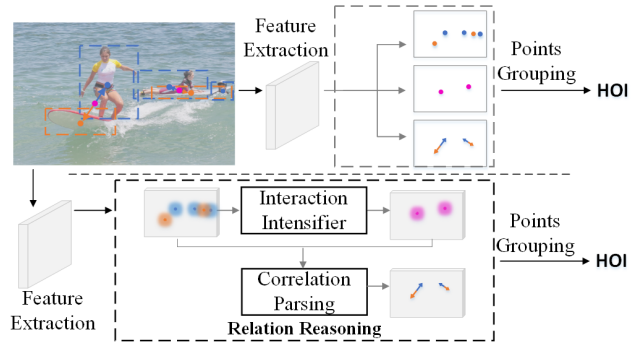 Feature
Extraction
Points
Grouping
HOI
Interaction
Intensifier
Correlation
Parsing
Relation Reasoning
Feature
Extraction
Points
Grouping
HOI